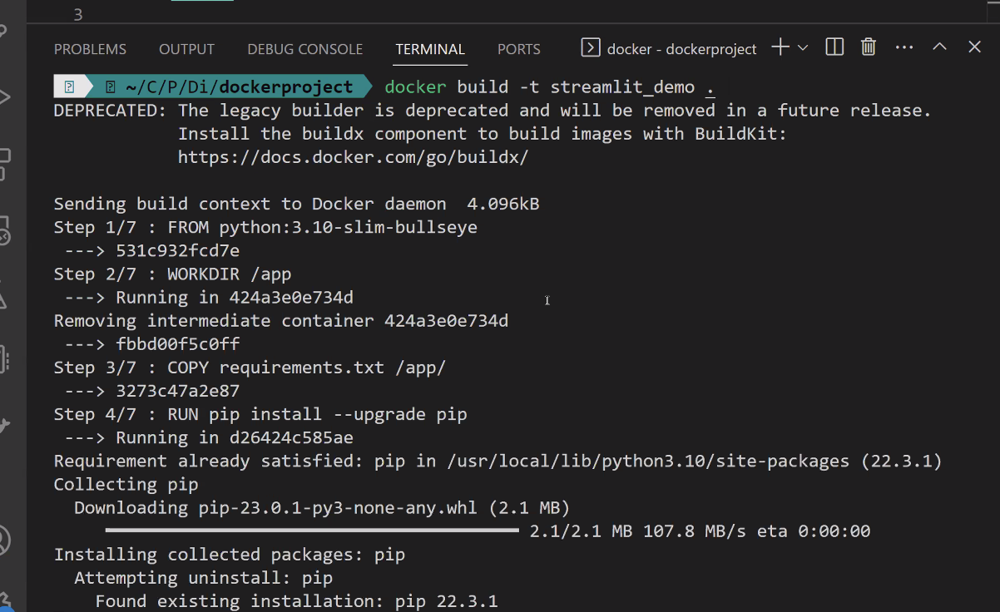 3
PROBLEMS OUTPUT DEBUG CONSOLE TERMINAL PORTS docker - dockerproject
~/C/P/Di/dockerproject docker build -t streamlit_demo .
DEPRECATED: The legacy builder is deprecated and will be removed in a future release.
Install the buildx component to build images with BuildKit:
https://docs.docker.com/go/buildx/
Sending build context to Docker daemon 4.096kB
Step 1/7 : FROM python:3.10-slim-bullseye
---> 531c932fcd7e
Step 2/7 : WORKDIR /app
---> Running in 424a3e0e734d
Removing intermediate container 424a3e0e734d
---> fbbd00f5c0ff
Step 3/7 : COPY requirements.txt /app/
---> 3273c47a2e87
Step 4/7 : RUN pip install --upgrade pip
---> Running in d26424c585ae
Requirement already satisfied: pip in /usr/local/lib/python3.10/site-packages (22.3.1)
Collecting pip
Downloading pip-23.0.1-py3-none-any.whl (2.1 MB)
2.1/2.1 MB 107.8 MB/s eta 0:00:00
Installing collected packages: pip
Attempting uninstall: pip
Found existing installation: pip 22.3.1